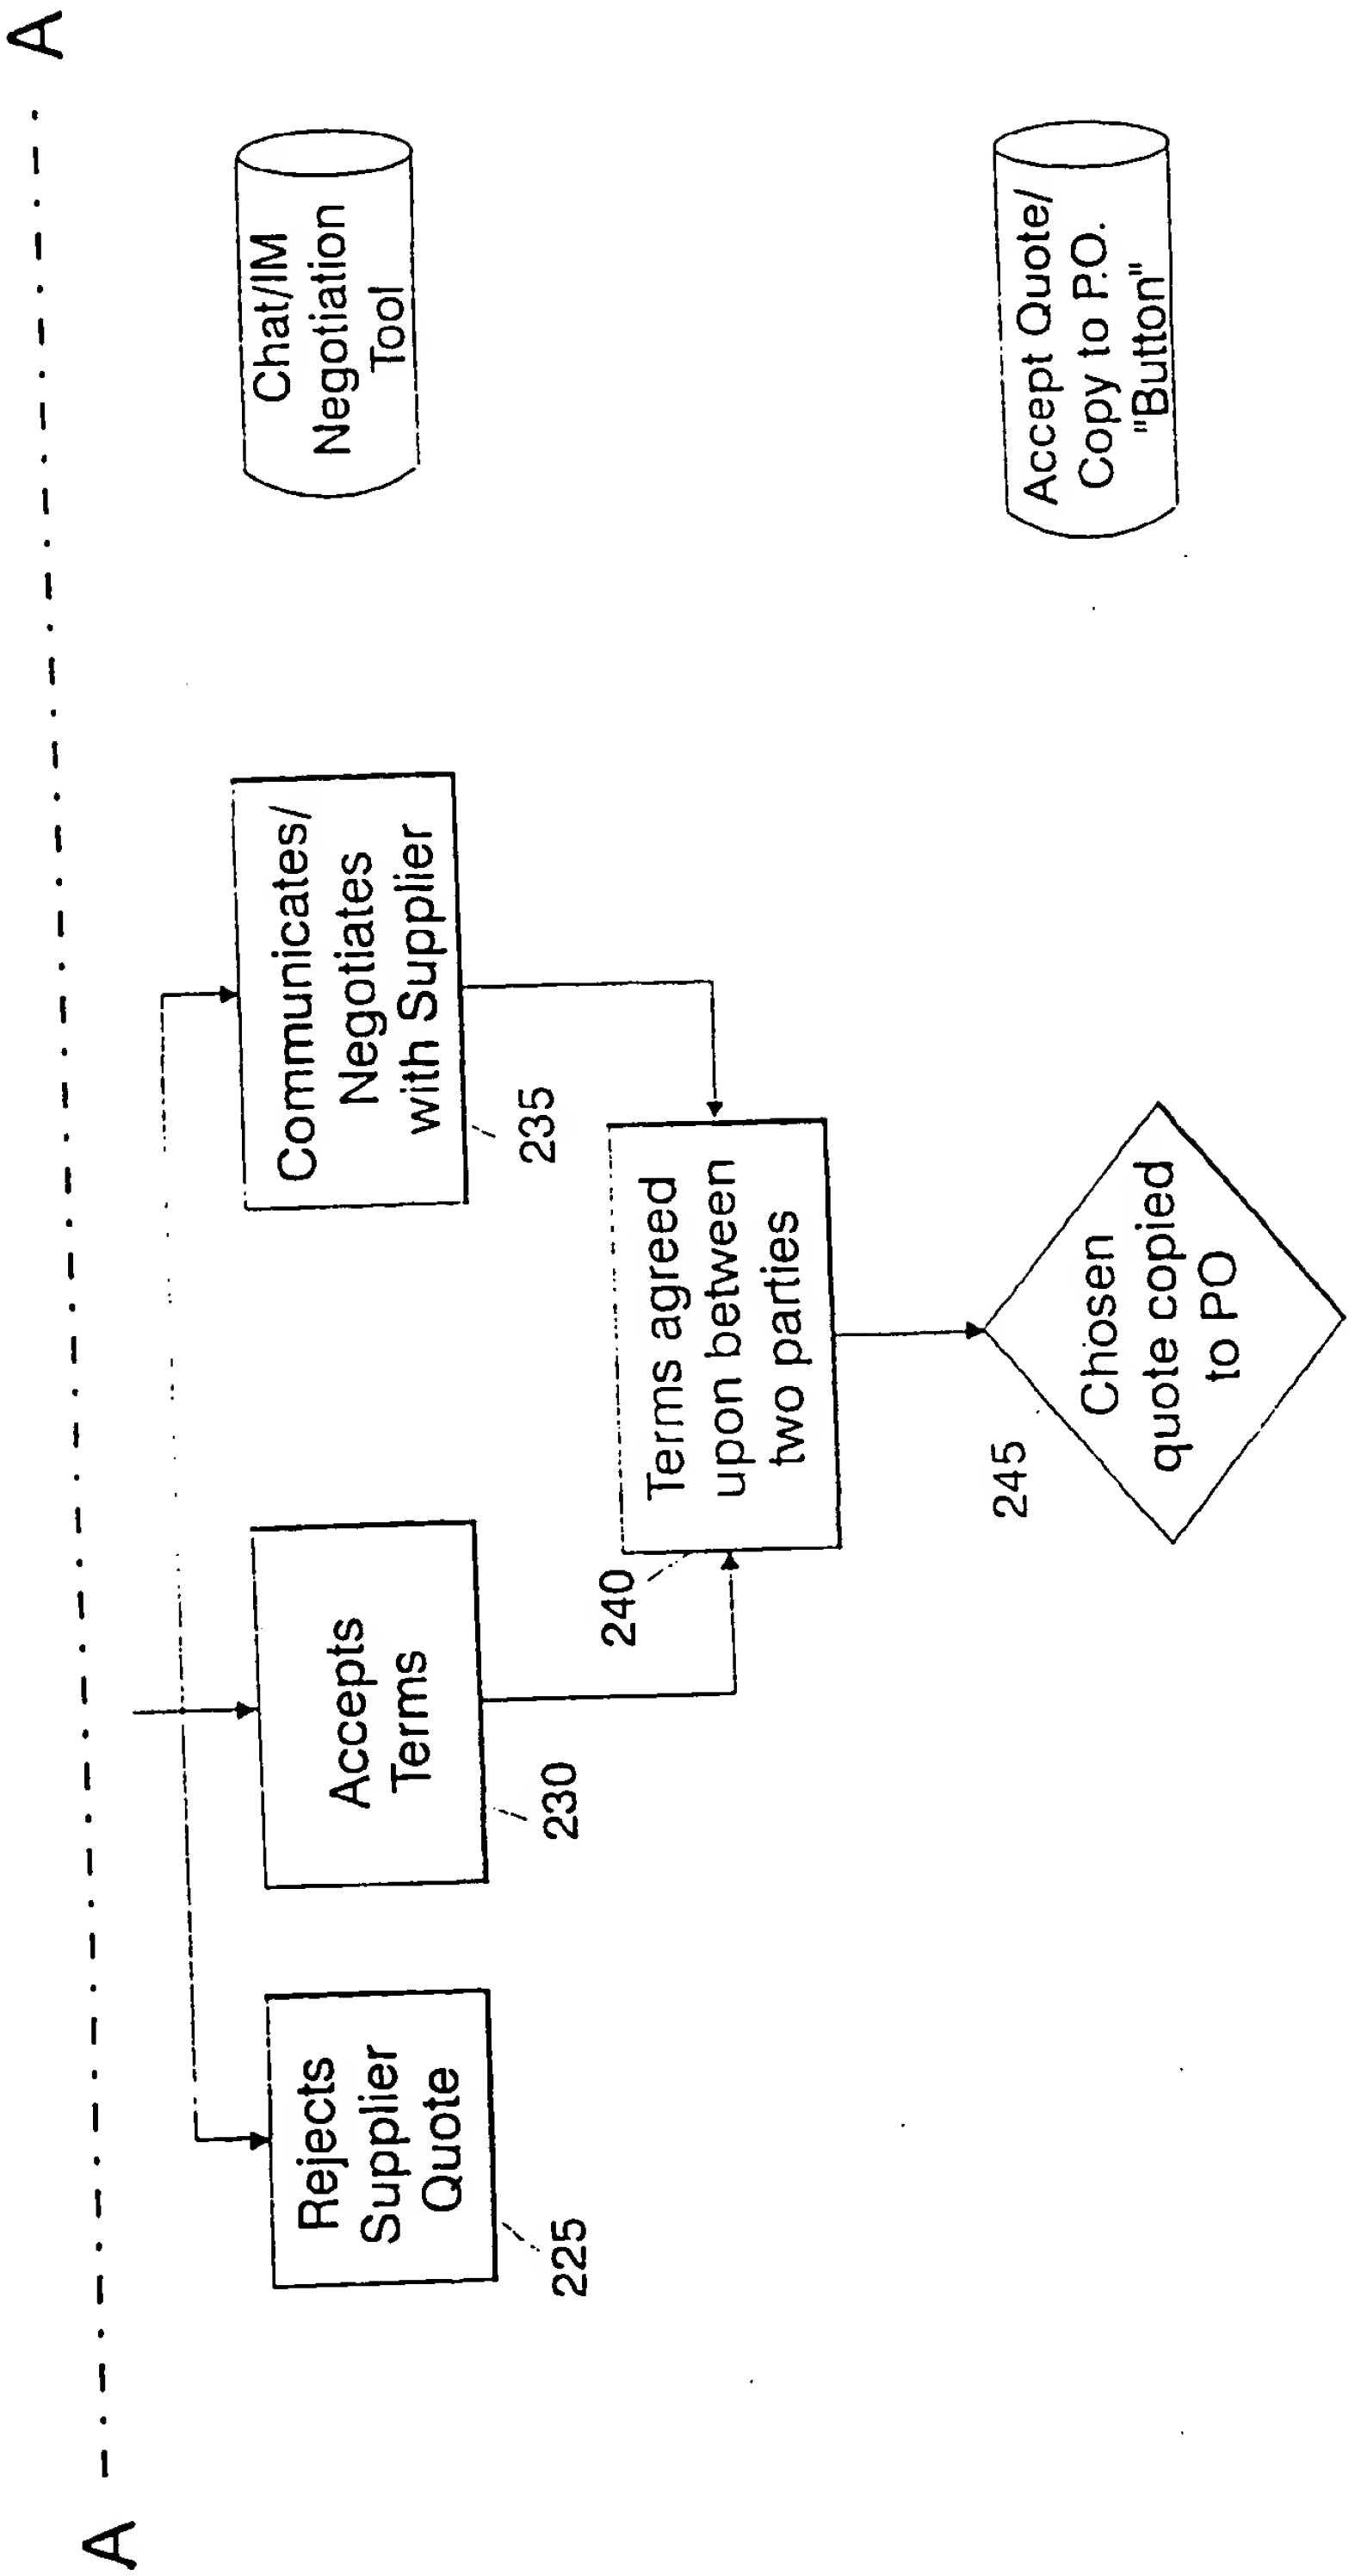 A
A
Rejects
Supplier
Quote
225
Accepts
Terms
230
Communicates/
Negotiates
with Supplier
235
Chat/IM
Negotiation
Tool
Terms agreed
upon between
two parties
240
Chosen
quote copied
to PO
245
Accept Quote/
Copy to P.O.
"Button"